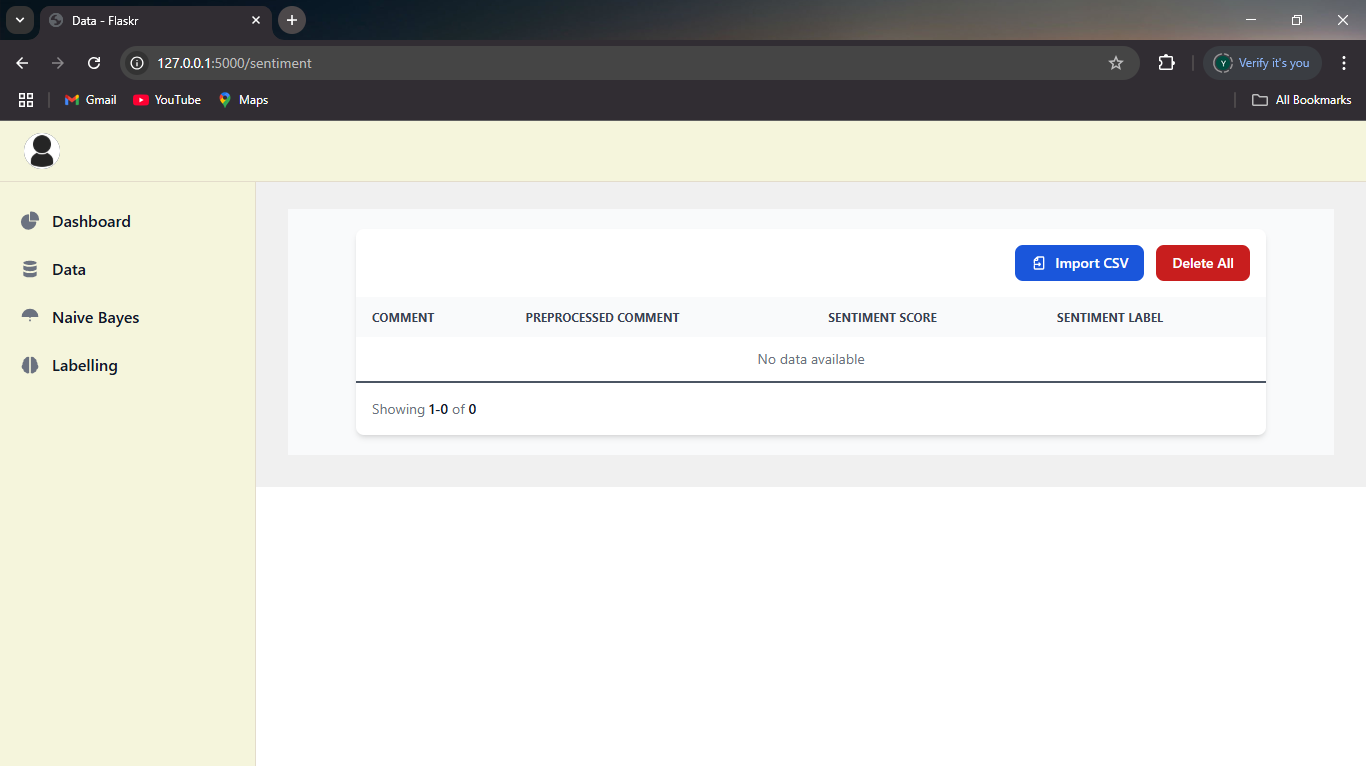 Data - Flaskr
127.0.0.1:5000/sentiment
Y Verify it's you
Gmail YouTube Maps All Bookmarks
Dashboard
Data
Naive Bayes
Labelling
Import CSV Delete All
COMMENT PREPROCESSED COMMENT SENTIMENT SCORE SENTIMENT LABEL
No data available
Showing 1-0 of 0